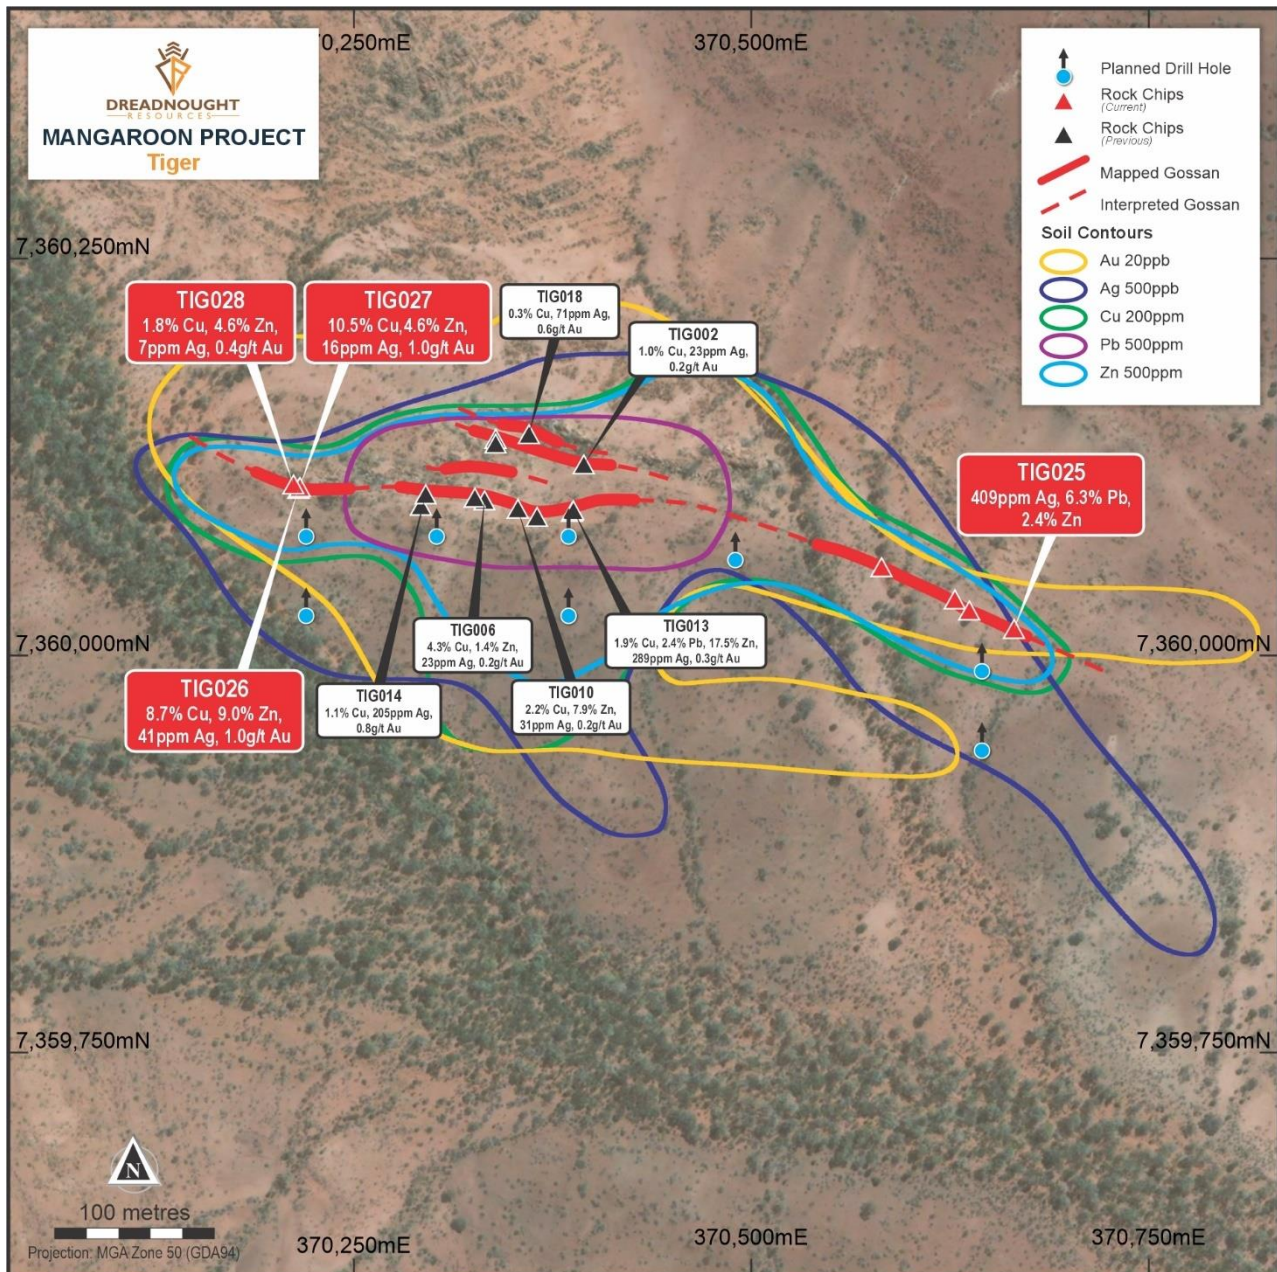 DREADNOUGHT
RESOURCES
MANGAROON PROJECT
Tiger
370,250mE
370,500mE
Planned Drill Hole
Rock Chips
(Current)
Rock Chips
(Previous)
Mapped Gossan
Interpreted Gossan
Soil Contours
Au 20ppb
Ag 500ppb
Cu 200ppm
Pb 500ppm
Zn 500ppm
7,360,250mN
TIG028
1.8% Cu, 4.6% Zn,
7ppm Ag, 0.4g/t Au
TIG027
10.5% Cu,4.6% Zn,
16ppm Ag, 1.0g/t Au
TIG018
0.3% Cu, 71ppm Ag,
0.6g/t Au
TIG002
1.0% Cu, 23ppm Ag,
0.2g/t Au
TIG025
409ppm Ag, 6.3% Pb,
2.4% Zn
7,360,000mN
7,360,000mN
TIG026
8.7% Cu, 9.0% Zn,
41ppm Ag, 1.0g/t Au
TIG014
1.1% Cu, 205ppm Ag,
0.8g/t Au
TIG006
4.3% Cu, 1.4% Zn,
23ppm Ag, 0.2g/t Au
TIG010
2.2% Cu, 7.9% Zn,
31ppm Ag, 0.2g/t Au
TIG013
1.9% Cu, 2.4% Pb, 17.5% Zn,
289ppm Ag, 0.3g/t Au
7,359,750mN
7,359,750mN
N
100 metres
Projection: MGA Zone 50 (GDA94)
370,250mE
370,500mE
370,750mE